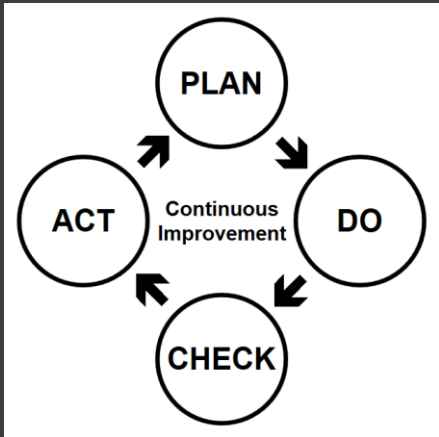 PLAN
ACT
Continuous
Improvement
DO
CHECK